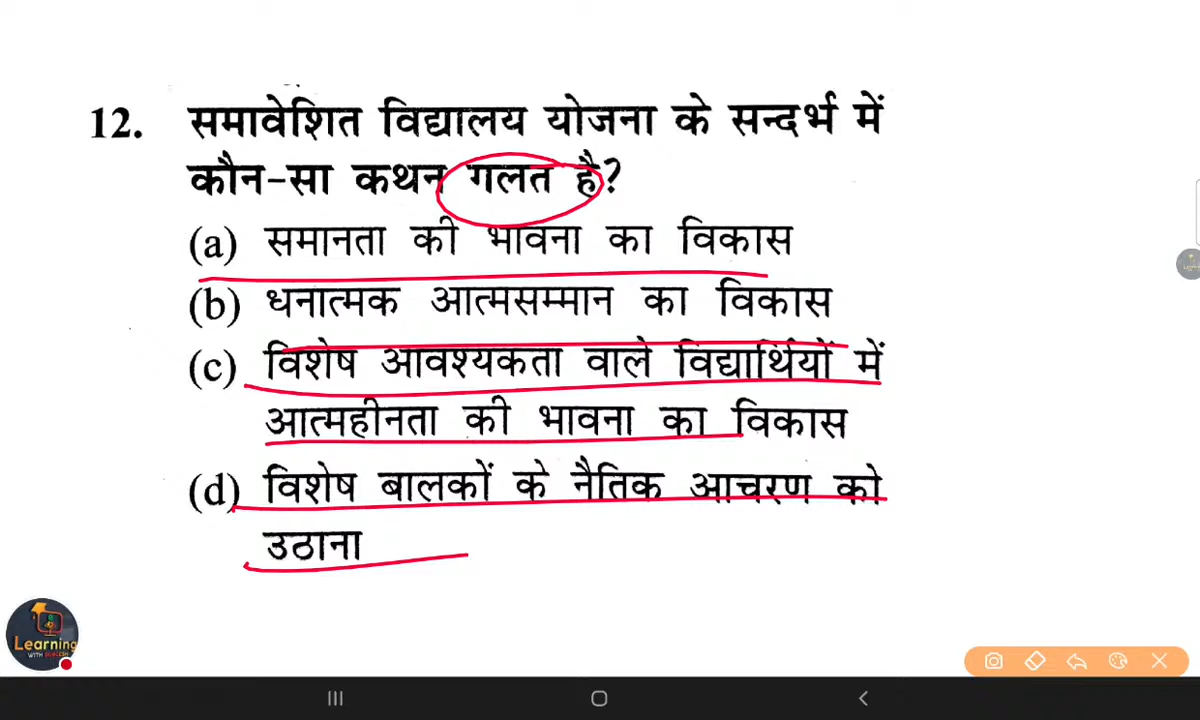 12. समावेशित विद्यालय योजना के सन्दर्भ में
कौन-सा कथन गलत है?
(a) समानता की भावना का विकास
(b) धनात्मक आत्मसम्मान का विकास
(c) विशेष आवश्यकता वाले विद्यार्थियों में
आत्महीनता की भावना का विकास
(d) विशेष बालकों के नैतिक आचरण को
उठाना
Learning